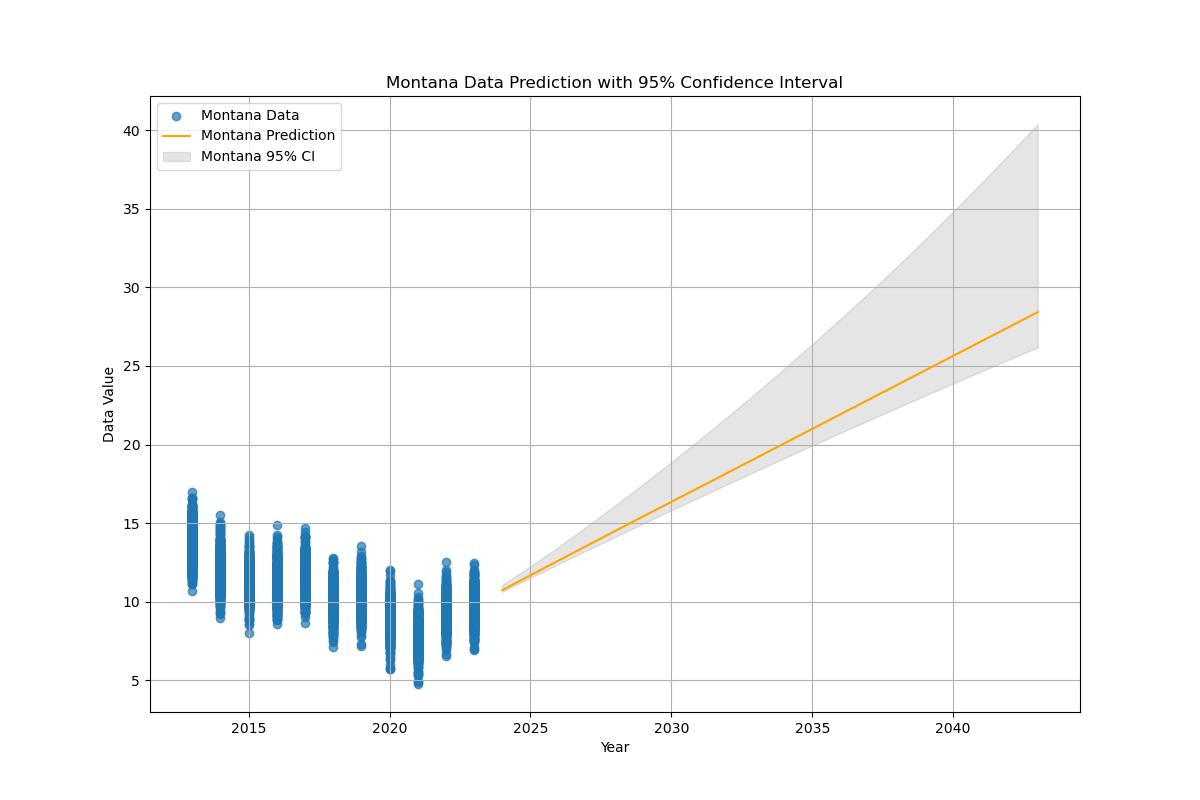 Montana Data Prediction with 95% Confidence Interval
Montana Data
Montana Prediction
Montana 95% CI
40
35
30
25
20
15
10
5
Data Value
2015
2020
2025
2030
2035
2040
Year